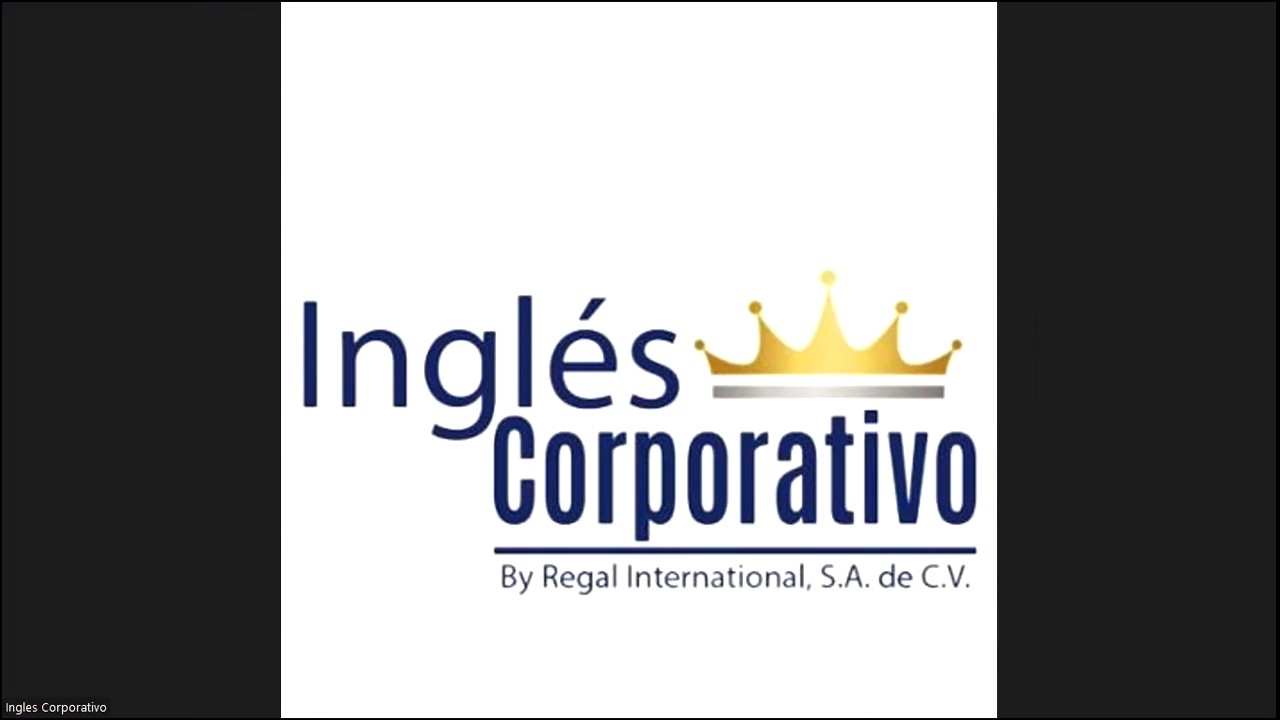 Inglés
Corporativo
By Regal International, S.A. de C.V.
Ingles Corporativo